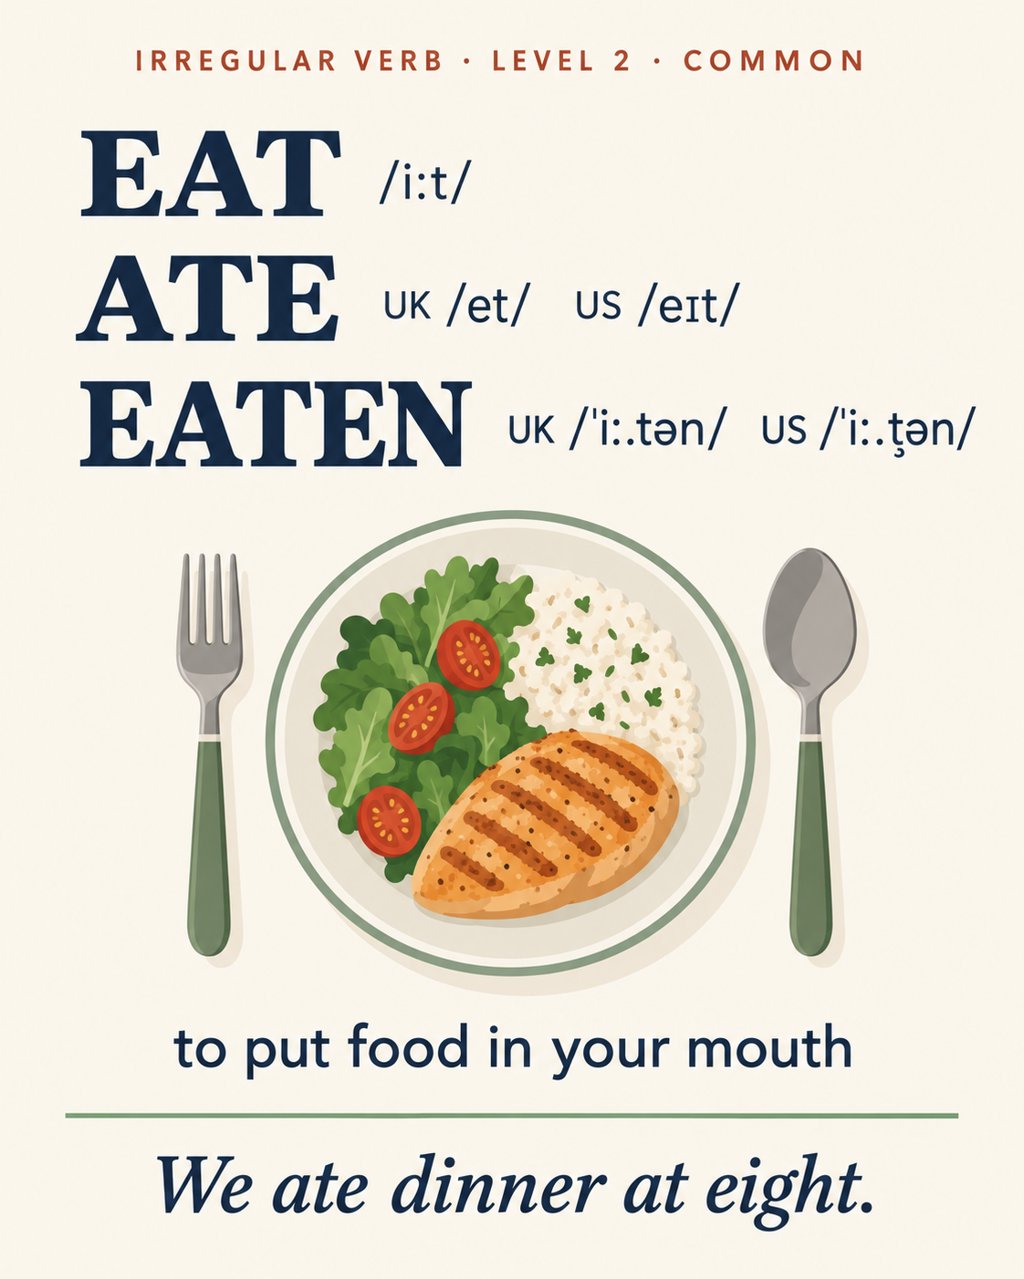 IRREGULAR VERB · LEVEL 2 · COMMON
EAT /iːt/
ATE UK /et/ US /eɪt/
EATEN UK /ˈiː.tən/ US /ˈiː.t̬ən/
to put food in your mouth
We ate dinner at eight.